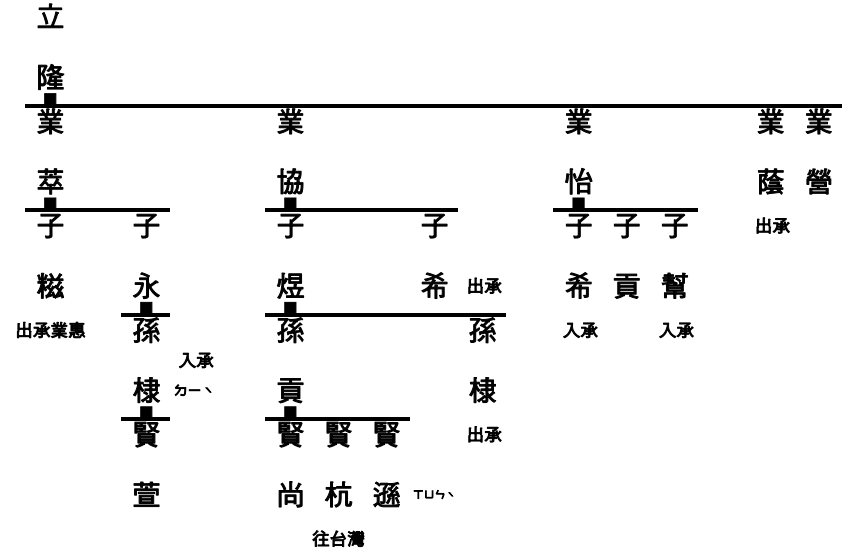 立
隆
業 業 業 業 業
萃 協 怡 蔭 營
子 子 子 子 子 子 子 出承
糍 永 煜 希 出承 希 貢 幫
出承業惠 孫 孫 孫 入承 入承
入承
棣 ㄉㄧˋ 貢 棣
賢 賢 賢 賢 出承
萱 尚 杭 遜 ㄒㄩㄣˋ
往台灣